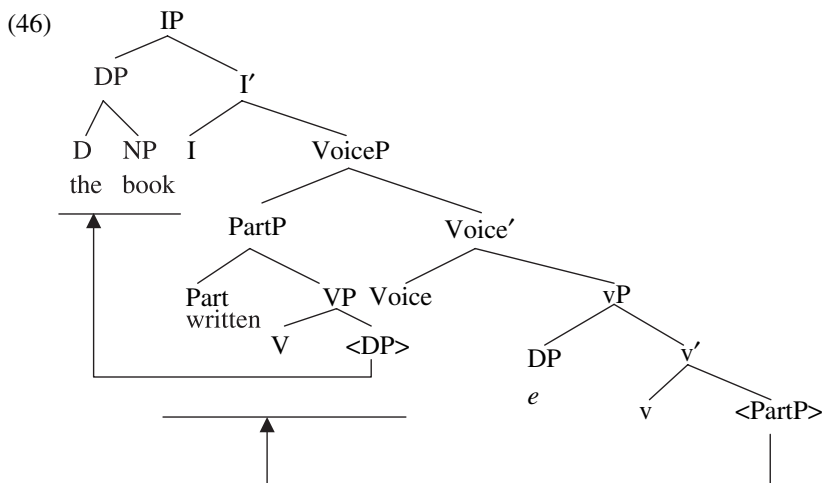 (46) IP
DP I′
D NP I VoiceP
the book
PartP Voice′
Part VP Voice vP
written
V <DP> DP v′
e v <PartP>